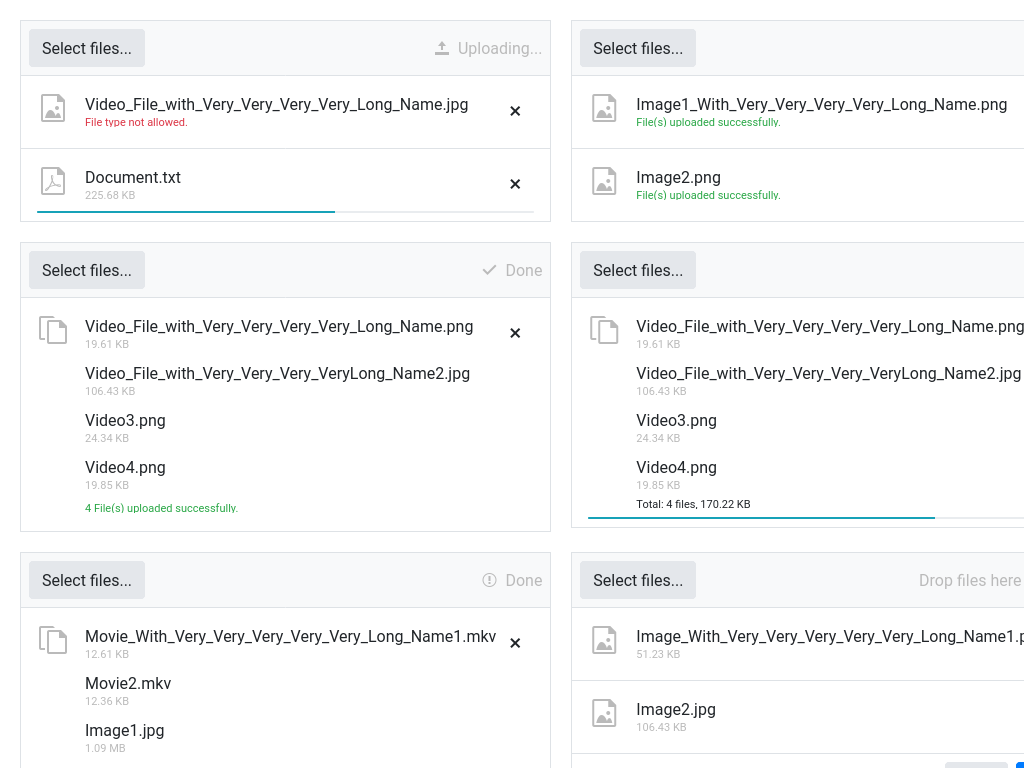 Select files...
Uploading...
Video_File_with_Very_Very_Very_Very_Long_Name.jpg
File type not allowed.
Document.txt
225.68 KB
Select files...
Image1_With_Very_Very_Very_Very_Long_Name.png
File(s) uploaded successfully.
Image2.png
File(s) uploaded successfully.
Select files...
Done
Video_File_with_Very_Very_Very_Very_Long_Name.png
19.61 KB
Video_File_with_Very_Very_Very_VeryLong_Name2.jpg
106.43 KB
Video3.png
24.34 KB
Video4.png
19.85 KB
4 File(s) uploaded successfully.
Select files...
Video_File_with_Very_Very_Very_Very_Long_Name.png
19.61 KB
Video_File_with_Very_Very_Very_VeryLong_Name2.jpg
106.43 KB
Video3.png
24.34 KB
Video4.png
19.85 KB
Total: 4 files, 170.22 KB
Select files...
Done
Movie_With_Very_Very_Very_Very_Very_Long_Name1.mkv
12.61 KB
Movie2.mkv
12.36 KB
Image1.jpg
1.09 MB
Select files...
Drop files here
Image_With_Very_Very_Very_Very_Very_Long_Name1.p
51.23 KB
Image2.jpg
106.43 KB